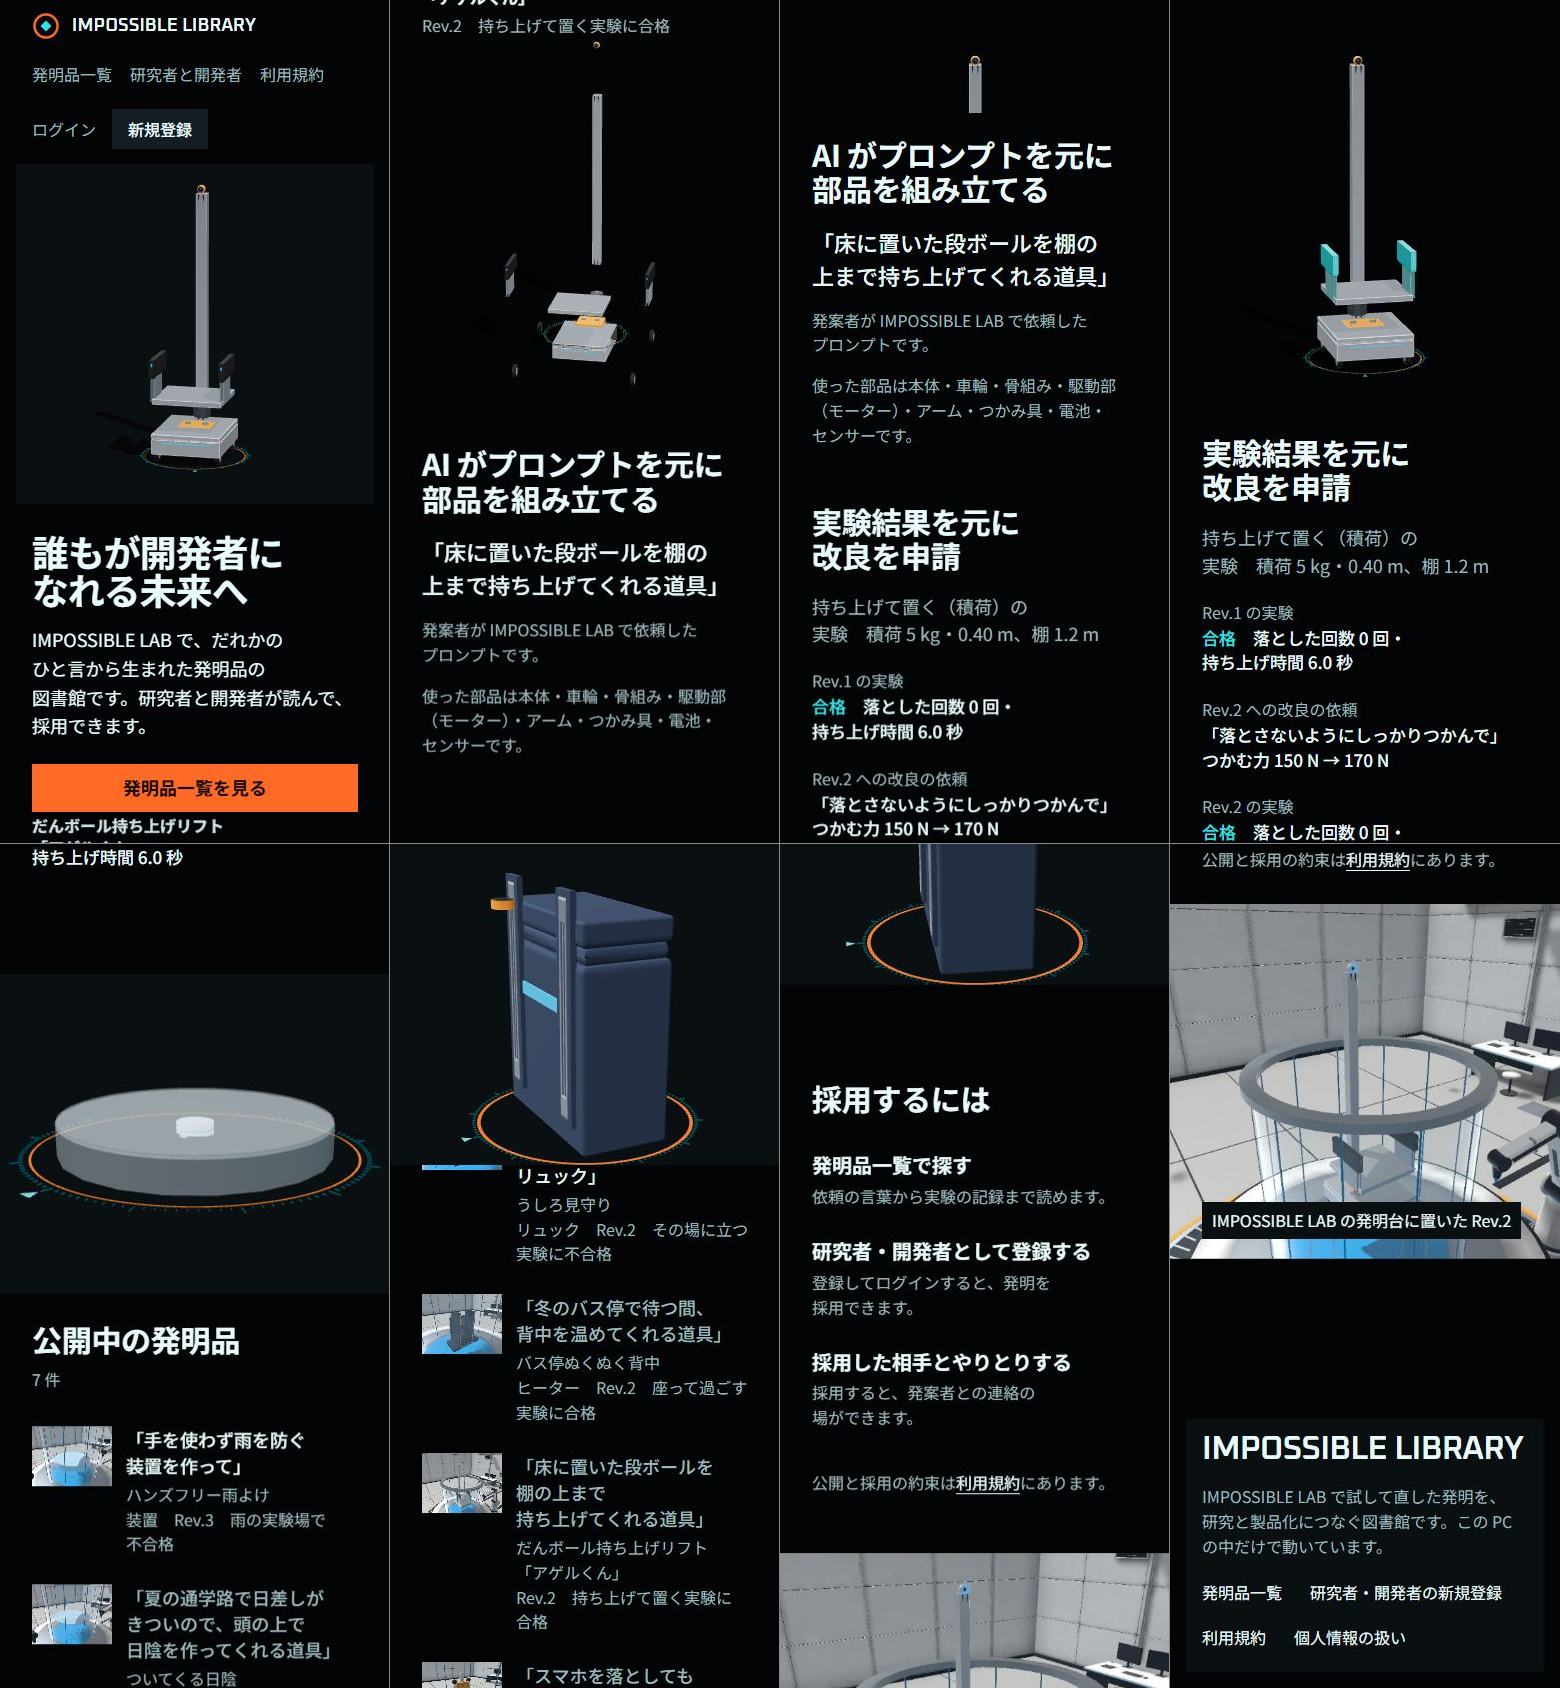 IMPOSSIBLE LIBRARY
発明品一覧 研究者と開発者 利用規約
ログイン 新規登録
誰もが開発者に
なれる未来へ
IMPOSSIBLE LAB で、だれかの
ひと言から生まれた発明品の
図書館です。研究者と開発者が読んで、
採用できます。
発明品一覧を見る
だんボール持ち上げリフト
Rev.2 持ち上げて置く実験に合格
AI がプロンプトを元に
部品を組み立てる
「床に置いた段ボールを棚の
上まで持ち上げてくれる道具」
発案者が IMPOSSIBLE LAB で依頼した
プロンプトです。
使った部品は本体・車輪・骨組み・駆動部
（モーター）・アーム・つかみ具・電池・
センサーです。
AI がプロンプトを元に
部品を組み立てる
「床に置いた段ボールを棚の
上まで持ち上げてくれる道具」
発案者が IMPOSSIBLE LAB で依頼した
プロンプトです。
使った部品は本体・車輪・骨組み・駆動部
（モーター）・アーム・つかみ具・電池・
センサーです。
実験結果を元に
改良を申請
持ち上げて置く（積荷）の
実験 積荷 5 kg・0.40 m、棚 1.2 m
Rev.1 の実験
合格 落とした回数 0 回・
持ち上げ時間 6.0 秒
Rev.2 への改良の依頼
「落とさないようにしっかりつかんで」
つかむ力 150 N → 170 N
実験結果を元に
改良を申請
持ち上げて置く（積荷）の
実験 積荷 5 kg・0.40 m、棚 1.2 m
Rev.1 の実験
合格 落とした回数 0 回・
持ち上げ時間 6.0 秒
Rev.2 への改良の依頼
「落とさないようにしっかりつかんで」
つかむ力 150 N → 170 N
Rev.2 の実験
合格 落とした回数 0 回・
持ち上げ時間 6.0 秒
公開中の発明品
7 件
「手を使わず雨を防ぐ
装置を作って」
ハンズフリー雨よけ
装置 Rev.3 雨の実験場で
不合格
「夏の通学路で日差しが
きついので、頭の上で
日陰を作ってくれる道具」
ついてくる日陰
リュック」
うしろ見守り
リュック Rev.2 その場に立つ
実験に不合格
「冬のバス停で待つ間、
背中を温めてくれる道具」
バス停ぬくぬく背中
ヒーター Rev.2 座って過ごす
実験に合格
「床に置いた段ボールを
棚の上まで
持ち上げてくれる道具」
だんボール持ち上げリフト
「アゲルくん」
Rev.2 持ち上げて置く実験に
合格
「スマホを落としても
採用するには
発明品一覧で探す
依頼の言葉から実験の記録まで読めます。
研究者・開発者として登録する
登録してログインすると、発明を
採用できます。
採用した相手とやりとりする
採用すると、発案者との連絡の
場ができます。
公開と採用の約束は利用規約にあります。
公開と採用の約束は利用規約にあります。
IMPOSSIBLE LAB の発明台に置いた Rev.2
IMPOSSIBLE LIBRARY
IMPOSSIBLE LAB で試して直した発明を、
研究と製品化につなぐ図書館です。この PC
の中だけで動いています。
発明品一覧 研究者・開発者の新規登録
利用規約 個人情報の扱い